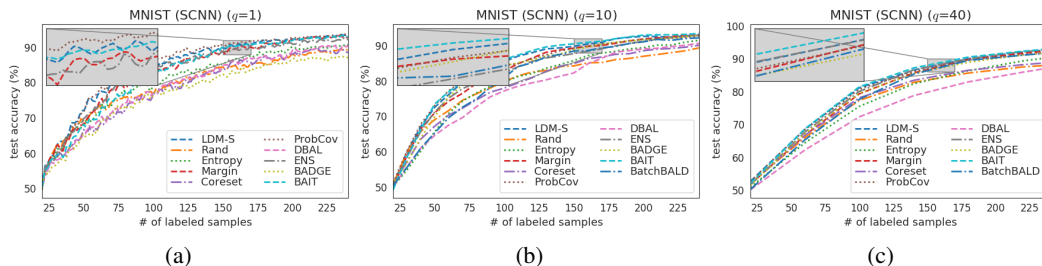 MNIST (SCNN) (q=1)
test accuracy (%)
90
80
70
60
50
LDM-S
Rand
Entropy
Margin
Coreset
ProbCov
DBAL
ENS
BADGE
BAIT
20 50 75 100 125 150 175 200 225
# of labeled samples
(a)
MNIST (SCNN) (q=10)
test accuracy (%)
90
80
70
60
50
LDM-S
Rand
Entropy
Margin
Coreset
ProbCov
DBAL
ENS
BADGE
BAIT
BatchBALD
20 50 75 100 125 150 175 200 225
# of labeled samples
(b)
MNIST (SCNN) (q=40)
test accuracy (%)
100
90
80
70
60
50
LDM-S
Rand
Entropy
Margin
Coreset
ProbCov
DBAL
ENS
BADGE
BAIT
BatchBALD
20 50 75 100 125 150 175 200 225
# of labeled samples
(c)